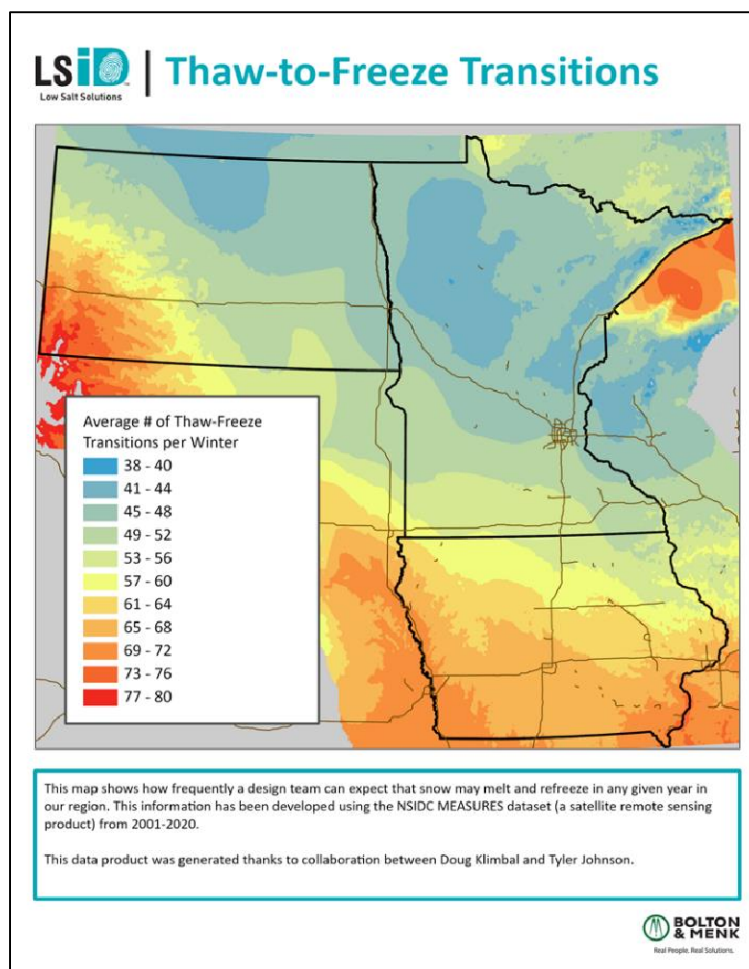 LSiD™ | Thaw-to-Freeze Transitions
Low Salt Solutions
Average # of Thaw-Freeze
Transitions per Winter
38 - 40
41 - 44
45 - 48
49 - 52
53 - 56
57 - 60
61 - 64
65 - 68
69 - 72
73 - 76
77 - 80
This map shows how frequently a design team can expect that snow may melt and refreeze in any given year in
our region. This information has been developed using the NSIDC MEASURES dataset (a satellite remote sensing
product) from 2001-2020.
This data product was generated thanks to collaboration between Doug Klimbal and Tyler Johnson.
BOLTON
& MENK
Real People. Real Solutions.